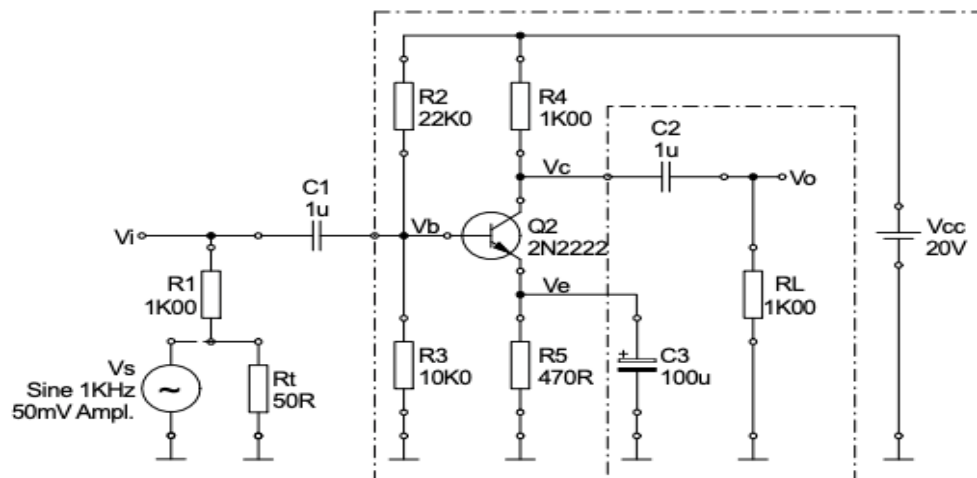 R2
22K0
R4
1K00
C2
1u
Vc
Vo
C1
1u
Vi
Vb
Q2
2N2222
Vcc
20V
R1
1K00
Ve
RL
1K00
Vs
Sine 1KHz
50mV Ampl.
~
Rt
50R
R3
10K0
R5
470R
+
C3
100u